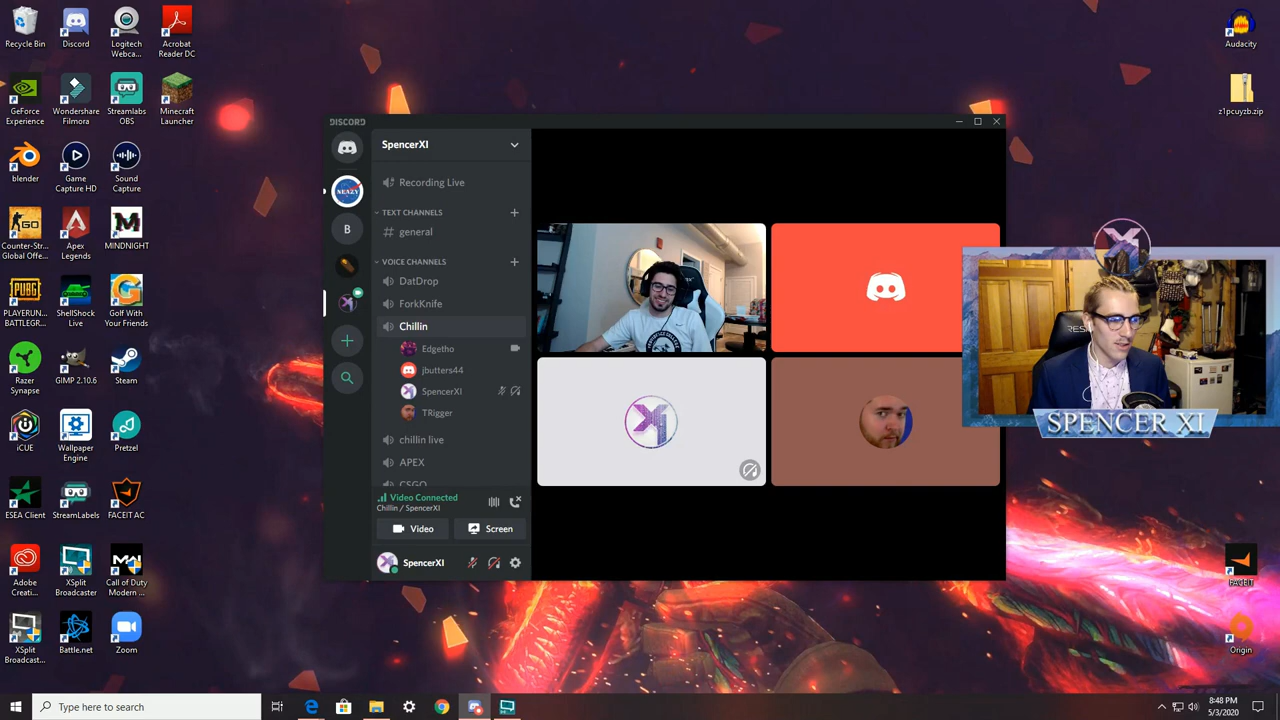 Recycle Bin
Discord
Logitech
Webca...
Acrobat
Reader DC
GeForce
Experience
Wondershare
Filmora
Streamlabs
OBS
Minecraft
Launcher
blender
Game
Capture HD
Sound
Capture
Counter-Str...
Global Offe...
Apex
Legends
MIDNIGHT
PLAYERUN...
BATTLEGR...
ShellShock
Live
Golf With
Your Friends
Razer
Synapse
GIMP 2.10.6
Steam
iCUE
Wallpaper
Engine
Pretzel
ESEA Client
StreamLabels
FACEIT AC
Adobe
Creati...
XSplit
Broadcaster
Call of Duty
Modern ...
XSplit
Broadcast...
Battle.net
Zoom
DISCORD
SpencerXI
Recording Live
TEXT CHANNELS
general
VOICE CHANNELS
DatDrop
ForkKnife
Chillin
Edgetho
jbutters44
SpencerXI
TRigger
chillin live
APEX
CSGO
Video Connected
Chillin / SpencerXI
Video
Screen
SpencerXI
B
SPENCER XI
Audacity
z1pcuyzb.zip
FACEIT
Origin
Type here to search
8:48 PM
5/3/2020